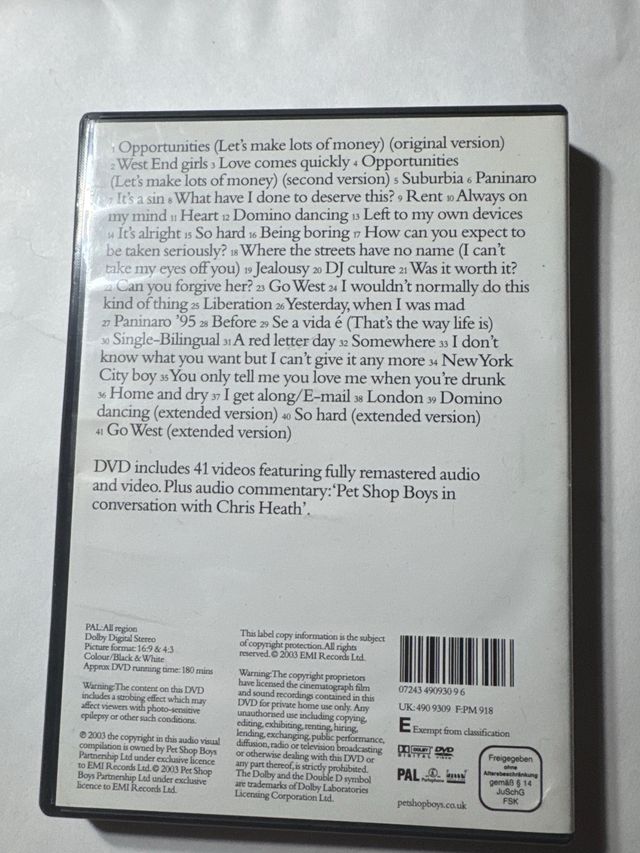 1 Opportunities (Let's make lots of money) (original version)
2 West End girls 3 Love comes quickly 4 Opportunities
(Let's make lots of money) (second version) 5 Suburbia 6 Paninaro
7 It's a sin 8 What have I done to deserve this? 9 Rent 10 Always on
my mind 11 Heart 12 Domino dancing 13 Left to my own devices
14 It's alright 15 So hard 16 Being boring 17 How can you expect to
be taken seriously? 18 Where the streets have no name (I can't
take my eyes off you) 19 Jealousy 20 DJ culture 21 Was it worth it?
22 Can you forgive her? 23 Go West 24 I wouldn't normally do this
kind of thing 25 Liberation 26 Yesterday, when I was mad
27 Paninaro '95 28 Before 29 Se a vida é (That's the way life is)
30 Single-Bilingual 31 A red letter day 32 Somewhere 33 I don't
know what you want but I can't give it any more 34 New York
City boy 35 You only tell me you love me when you're drunk
36 Home and dry 37 I get along/E-mail 38 London 39 Domino
dancing (extended version) 40 So hard (extended version)
41 Go West (extended version)
DVD includes 41 videos featuring fully remastered audio
and video. Plus audio commentary: 'Pet Shop Boys in
conversation with Chris Heath'.
PAL: All region
Dolby Digital Stereo
Picture format: 16:9 & 4:3
Colour/Black & White
Approx DVD running time: 180 mins
Warning: The content on this DVD
includes a strobing effect which may
affect viewers with photo-sensitive
epilepsy or other such conditions.
℗ 2003 the copyright in this audio visual
compilation is owned by Pet Shop Boys
Partnership Ltd under exclusive licence
to EMI Records Ltd. © 2003 Pet Shop
Boys Partnership Ltd under exclusive
licence to EMI Records Ltd.
This label copy information is the subject
of copyright protection. All rights
reserved. © 2003 EMI Records Ltd.
Warning: The copyright proprietors
have licensed the cinematograph film
and sound recordings contained in this
DVD for private home use only. Any
unauthorised use including copying,
editing, exhibiting, renting, hiring,
lending, exchanging, public performance,
diffusion, radio or television broadcasting
or otherwise dealing with this DVD or
any part thereof, is strictly prohibited.
The Dolby and the Double D symbol
are trademarks of Dolby Laboratories
Licensing Corporation Ltd.
07243 490930 9 6
UK: 490 9309 F: PM 918
E Exempt from classification
DOLBY DIGITAL DVD
PAL
petshopboys.co.uk
Freigegeben
ohne
Altersbeschränkung
gemäß § 14
JuSchG
FSK